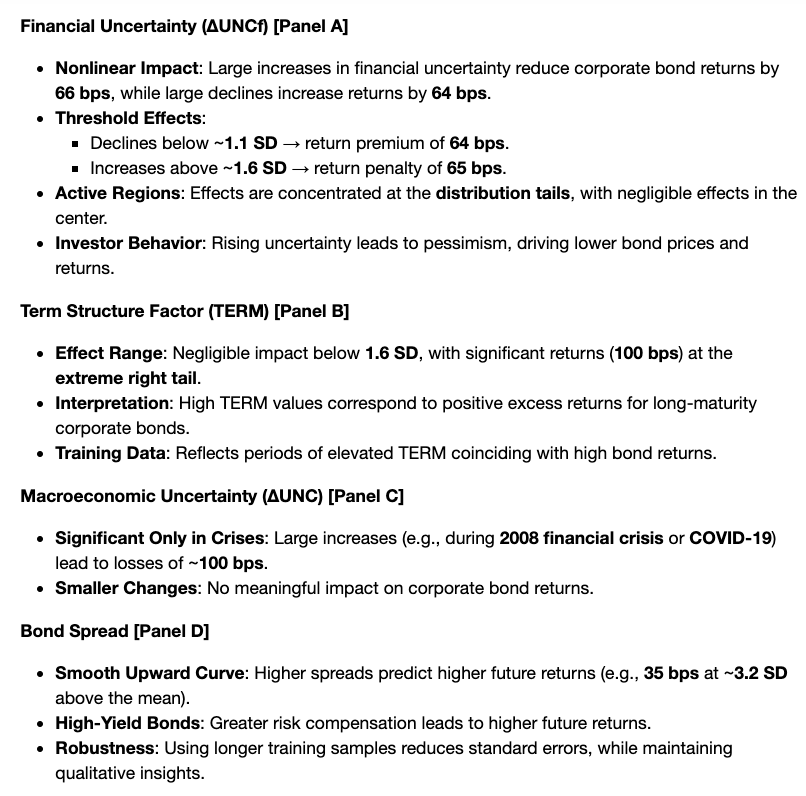 Financial Uncertainty (ΔUNCf) [Panel A]
• Nonlinear Impact: Large increases in financial uncertainty reduce corporate bond returns by
66 bps, while large declines increase returns by 64 bps.
• Threshold Effects:
▪ Declines below ~1.1 SD → return premium of 64 bps.
▪ Increases above ~1.6 SD → return penalty of 65 bps.
• Active Regions: Effects are concentrated at the distribution tails, with negligible effects in the
center.
• Investor Behavior: Rising uncertainty leads to pessimism, driving lower bond prices and
returns.
Term Structure Factor (TERM) [Panel B]
• Effect Range: Negligible impact below 1.6 SD, with significant returns (100 bps) at the
extreme right tail.
• Interpretation: High TERM values correspond to positive excess returns for long-maturity
corporate bonds.
• Training Data: Reflects periods of elevated TERM coinciding with high bond returns.
Macroeconomic Uncertainty (ΔUNC) [Panel C]
• Significant Only in Crises: Large increases (e.g., during 2008 financial crisis or COVID-19)
lead to losses of ~100 bps.
• Smaller Changes: No meaningful impact on corporate bond returns.
Bond Spread [Panel D]
• Smooth Upward Curve: Higher spreads predict higher future returns (e.g., 35 bps at ~3.2 SD
above the mean).
• High-Yield Bonds: Greater risk compensation leads to higher future returns.
• Robustness: Using longer training samples reduces standard errors, while maintaining
qualitative insights.